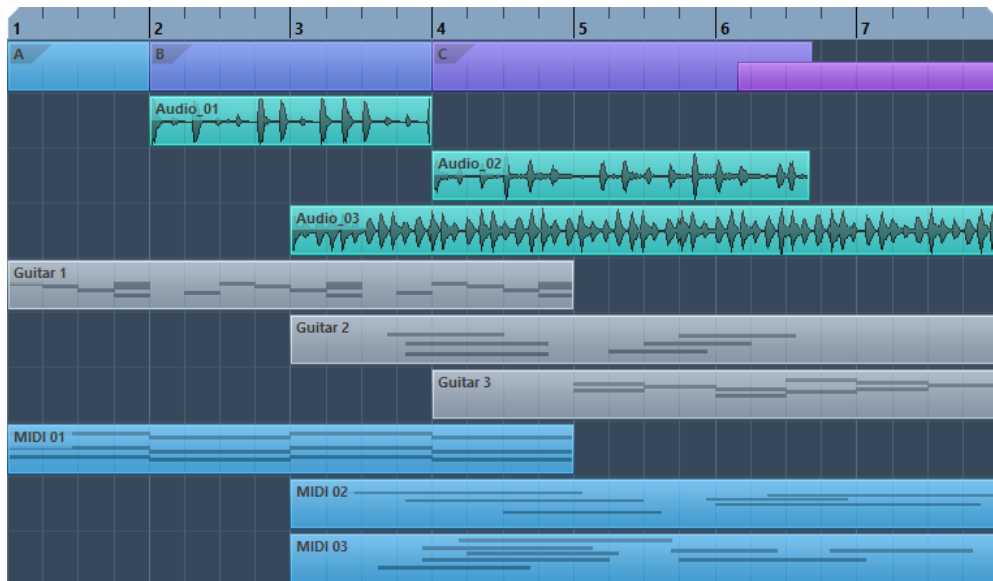 1 2 3 4 5 6 7
A B C
Audio_01
Audio_02
Audio_03
Guitar 1
Guitar 2
Guitar 3
MIDI 01
MIDI 02
MIDI 03